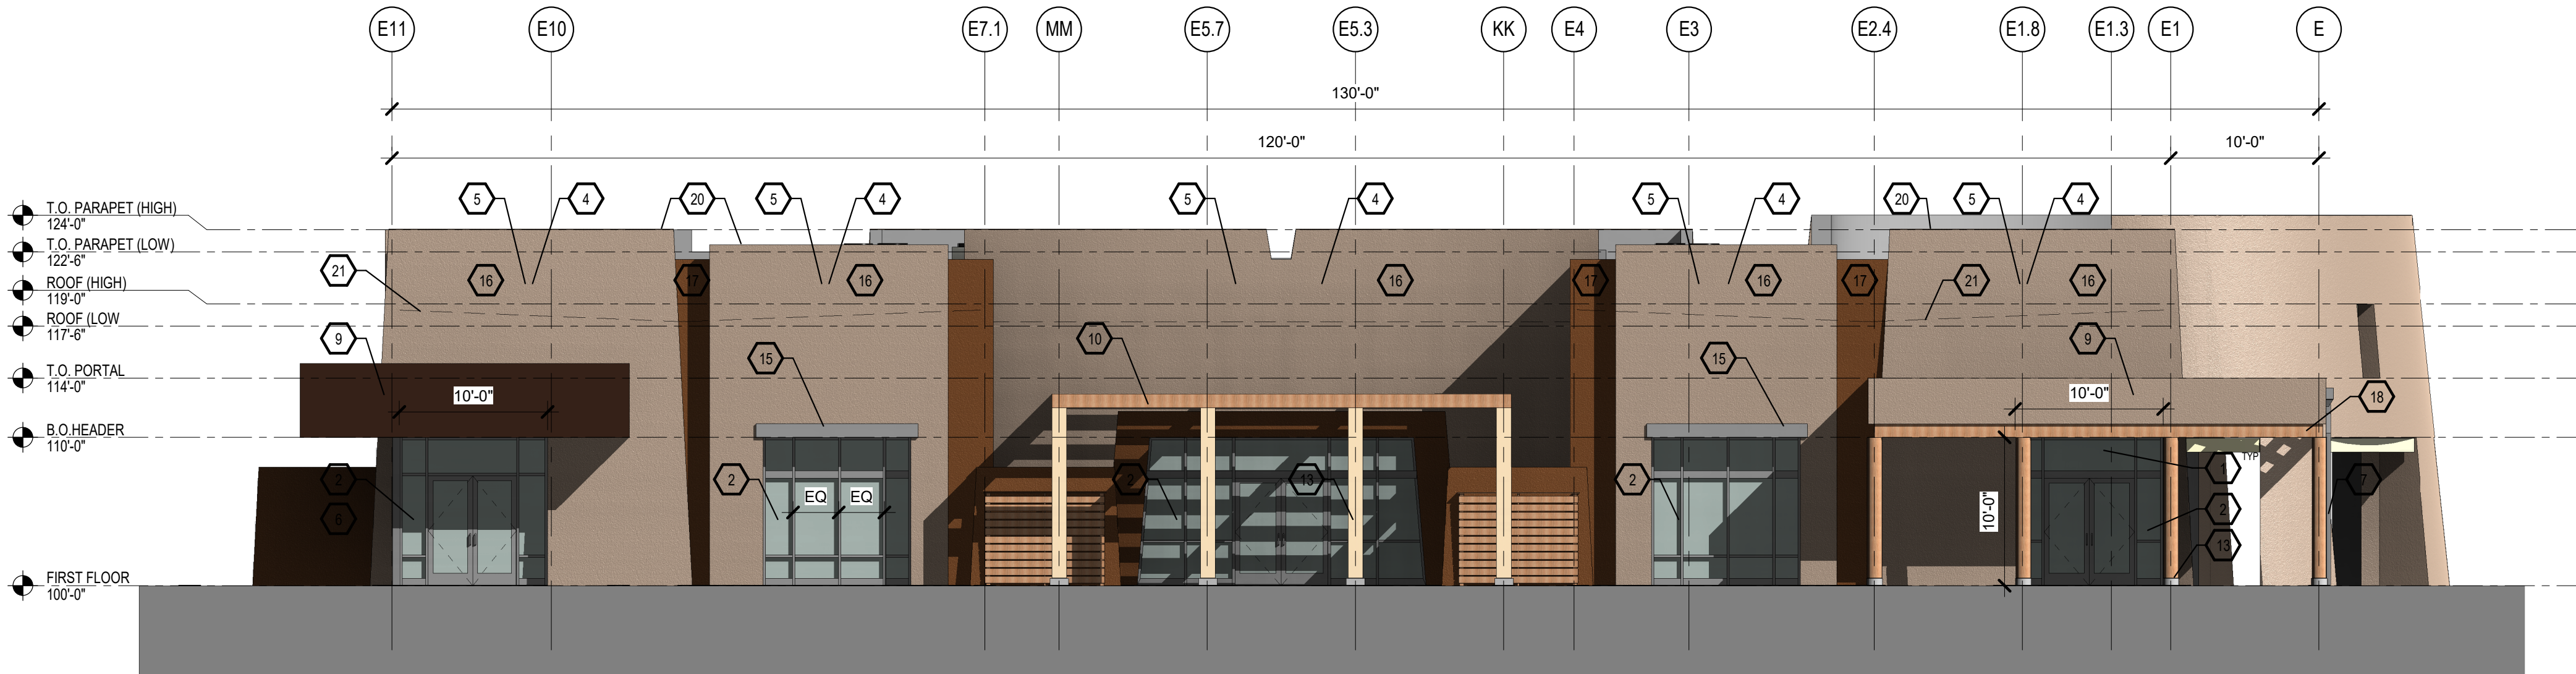 E11 E10 E7.1 MM E5.7 E5.3 KK E4 E3 E2.4 E1.8 E1.3 E1 E
130'-0"
120'-0" 10'-0"
5 4 20 5 4 5 4 5 4 20 5 4
T.O. PARAPET (HIGH)
124'-0"
T.O. PARAPET (LOW)
122'-6"
21 16 17 16 16 17 16 17 21 16
ROOF (HIGH)
119'-0"
ROOF (LOW
117'-6"
9 15 10 15 9
T.O. PORTAL
114'-0"
10'-0" 10'-0" 18
B.O.HEADER
110'-0"
TYP
1
2 2 2 13 2 7
EQ EQ
6 10'-0" 2
13
FIRST FLOOR
100'-0"